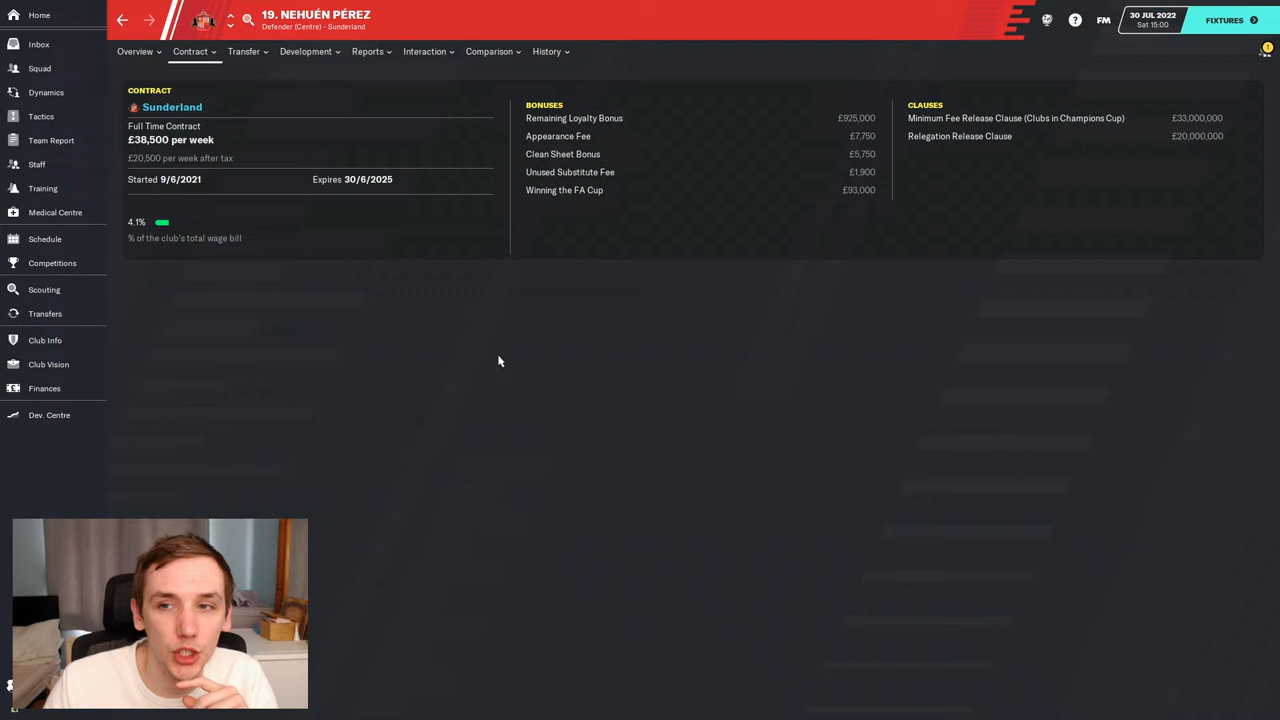 19. NEHUÉN PÉREZ
Defender (Centre) - Sunderland
FM
30 JUL 2022
Sat 15:00
FIXTURES
1
Home
Inbox
Squad
Dynamics
Tactics
Team Report
Staff
Training
Medical Centre
Schedule
Competitions
Scouting
Transfers
Club Info
Club Vision
Finances
Dev. Centre
Overview
Contract
Transfer
Development
Reports
Interaction
Comparison
History
CONTRACT
Sunderland
Full Time Contract
£38,500 per week
£20,500 per week after tax
Started 9/6/2021 Expires 30/6/2025
4.1%
% of the club's total wage bill
BONUSES
Remaining Loyalty Bonus £925,000
Appearance Fee £7,750
Clean Sheet Bonus £5,750
Unused Substitute Fee £1,900
Winning the FA Cup £93,000
CLAUSES
Minimum Fee Release Clause (Clubs in Champions Cup) £33,000,000
Relegation Release Clause £20,000,000